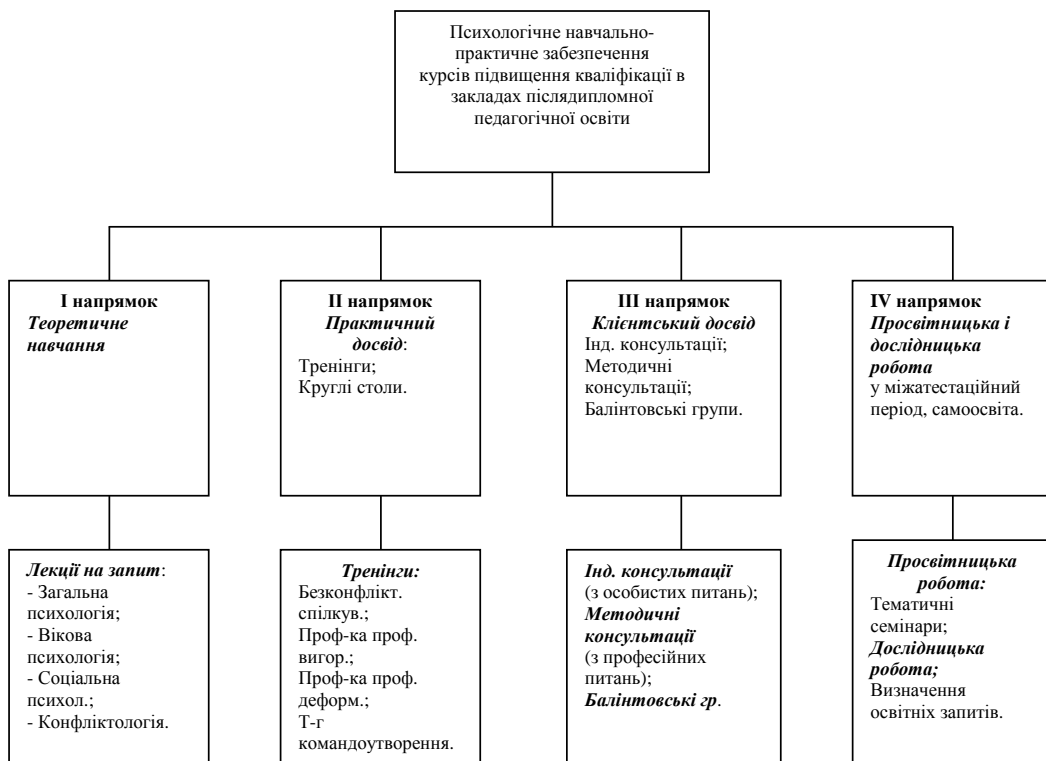 Психологічне навчально-
практичне забезпечення
курсів підвищення кваліфікації в
закладах післядипломної
педагогічної освіти
І напрямок
Теоретичне
навчання
ІІ напрямок
Практичний
досвід:
Тренінги;
Круглі столи.
ІІІ напрямок
Клієнтський досвід
Інд. консультації;
Методичні
консультації;
Балінтовські групи.
ІV напрямок
Просвітницька і
дослідницька
робота
у міжатестаційний
період, самоосвіта.
Лекції на запит:
- Загальна
психологія;
- Вікова
психологія;
- Соціальна
психол.;
- Конфліктологія.
Тренінги:
Безконфлікт.
спілкув.;
Проф-ка проф.
вигор.;
Проф-ка проф.
деформ.;
Т-г
командоутворення.
Інд. консультації
(з особистих питань);
Методичні
консультації
(з професійних
питань);
Балінтовські гр.
Просвітницька
робота:
Тематичні
семінари;
Дослідницька
робота;
Визначення
освітніх запитів.